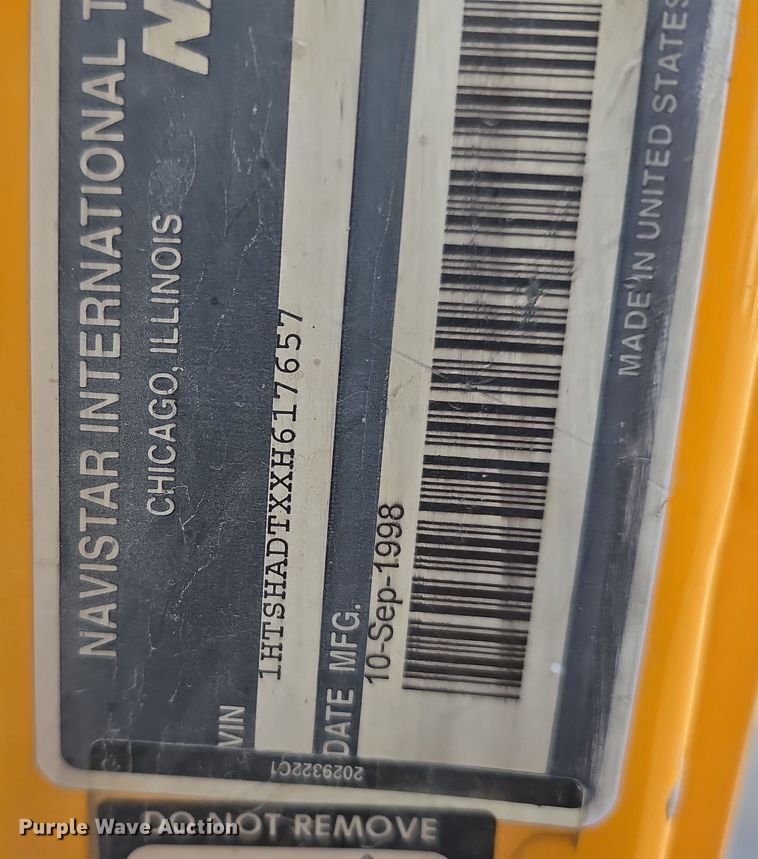 NAVISTAR INTERNATIONAL
CHICAGO, ILLINOIS
VIN
1HTSHADTXXH617657
DATE MFG.
10-Sep-1998
MADE IN UNITED STATES
2029322C1
DO NOT REMOVE
Purple Wave Auction